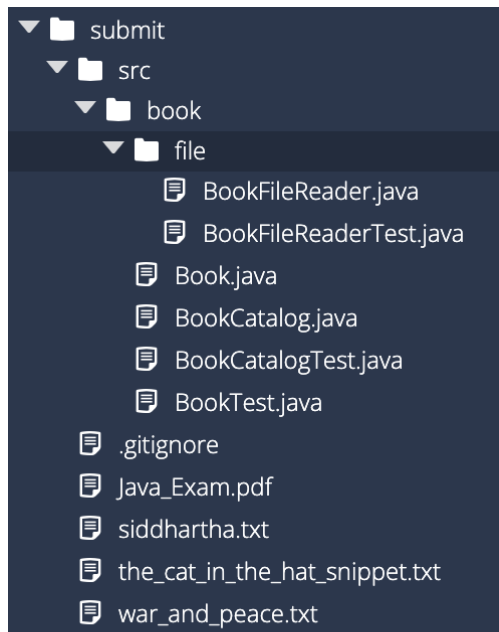 submit
src
book
file
BookFileReader.java
BookFileReaderTest.java
Book.java
BookCatalog.java
BookCatalogTest.java
BookTest.java
.gitignore
Java_Exam.pdf
siddhartha.txt
the_cat_in_the_hat_snippet.txt
war_and_peace.txt